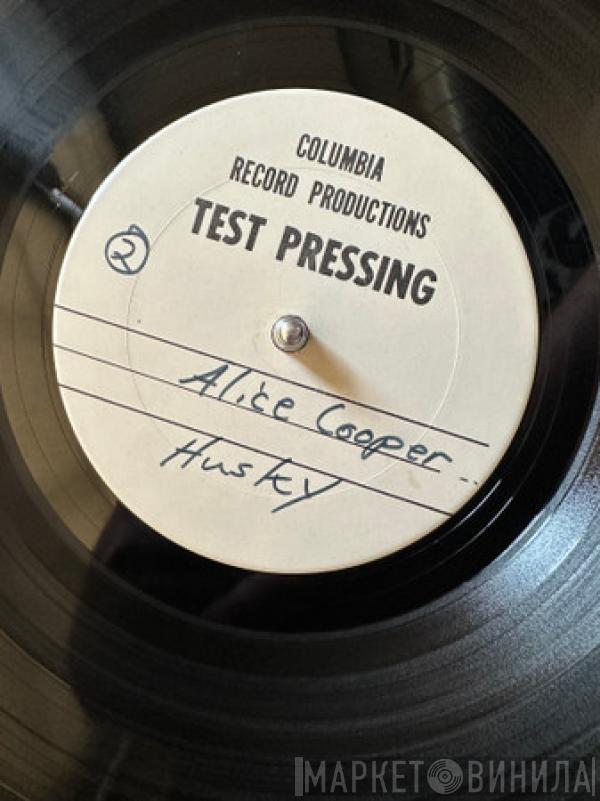 COLUMBIA
RECORD PRODUCTIONS
TEST PRESSING
2
Alice Cooper..
Husky
МАРКЕТ ВИНИЛА